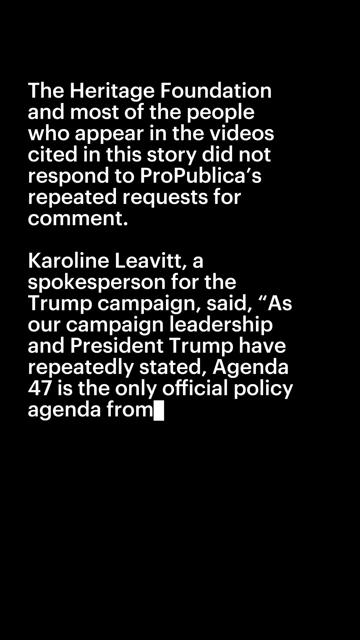 The Heritage Foundation
and most of the people
who appear in the videos
cited in this story did not
respond to ProPublica’s
repeated requests for
comment.
Karoline Leavitt, a
spokesperson for the
Trump campaign, said, “As
our campaign leadership
and President Trump have
repeatedly stated, Agenda
47 is the only official policy
agenda from